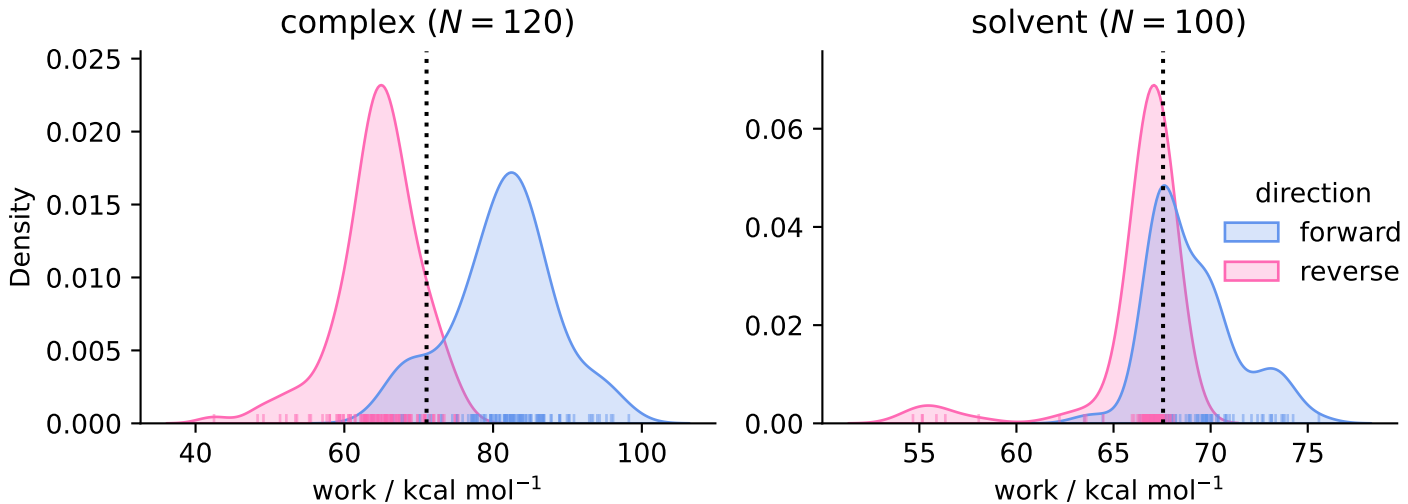 complex (N = 120)
Density
0.025
0.020
0.015
0.010
0.005
0.000
40 60 80 100
work / kcal mol⁻¹
solvent (N = 100)
0.06
0.04
0.02
0.00
55 60 65 70 75
work / kcal mol⁻¹
direction
forward
reverse